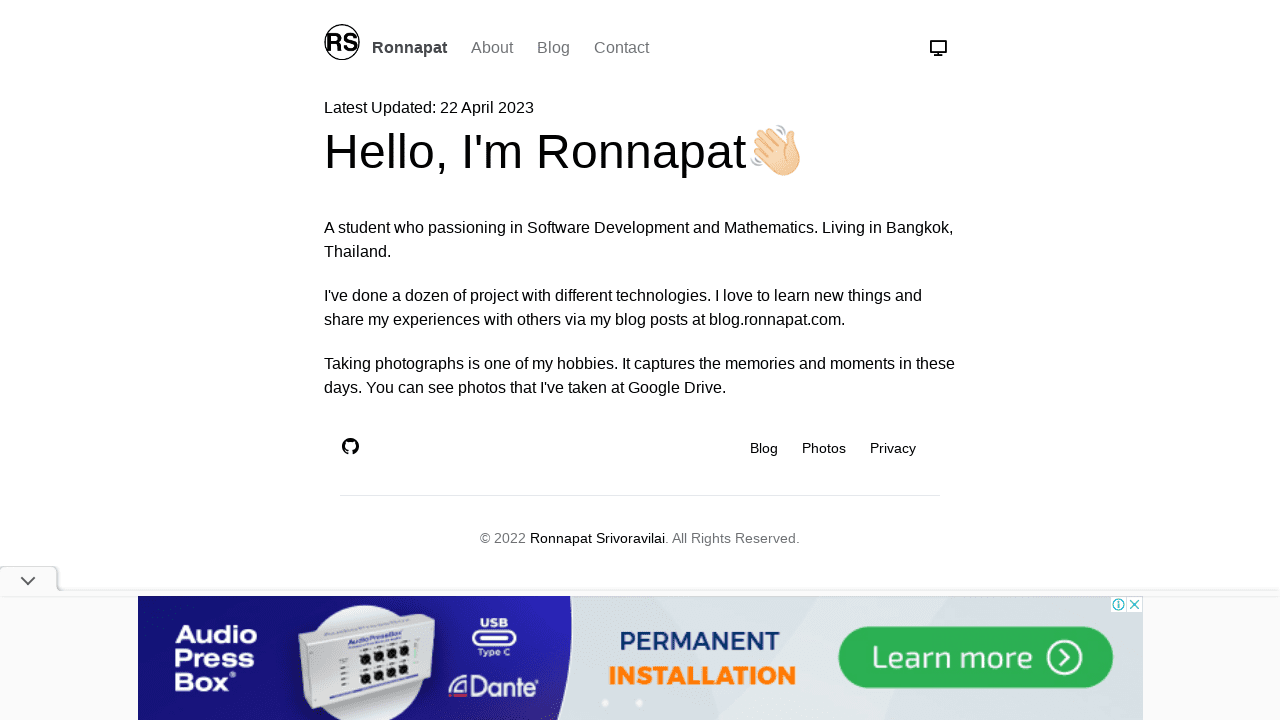 RS Ronnapat About Blog Contact
Latest Updated: 22 April 2023
Hello, I'm Ronnapat👋🏻
A student who passioning in Software Development and Mathematics. Living in Bangkok,
Thailand.
I've done a dozen of project with different technologies. I love to learn new things and
share my experiences with others via my blog posts at blog.ronnapat.com.
Taking photographs is one of my hobbies. It captures the memories and moments in these
days. You can see photos that I've taken at Google Drive.
Blog Photos Privacy
© 2022 Ronnapat Srivoravilai. All Rights Reserved.
Audio
Press
Box®
AudioPressBox
USB
Type C
Dante™
PERMANENT
INSTALLATION
Learn more